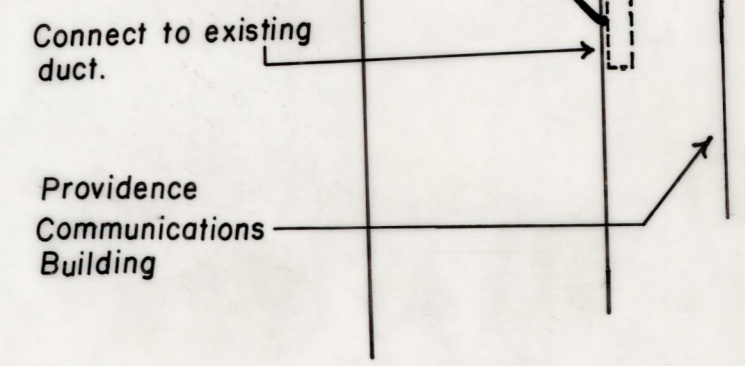 Connect to existing
duct.
Providence
Communications
Building